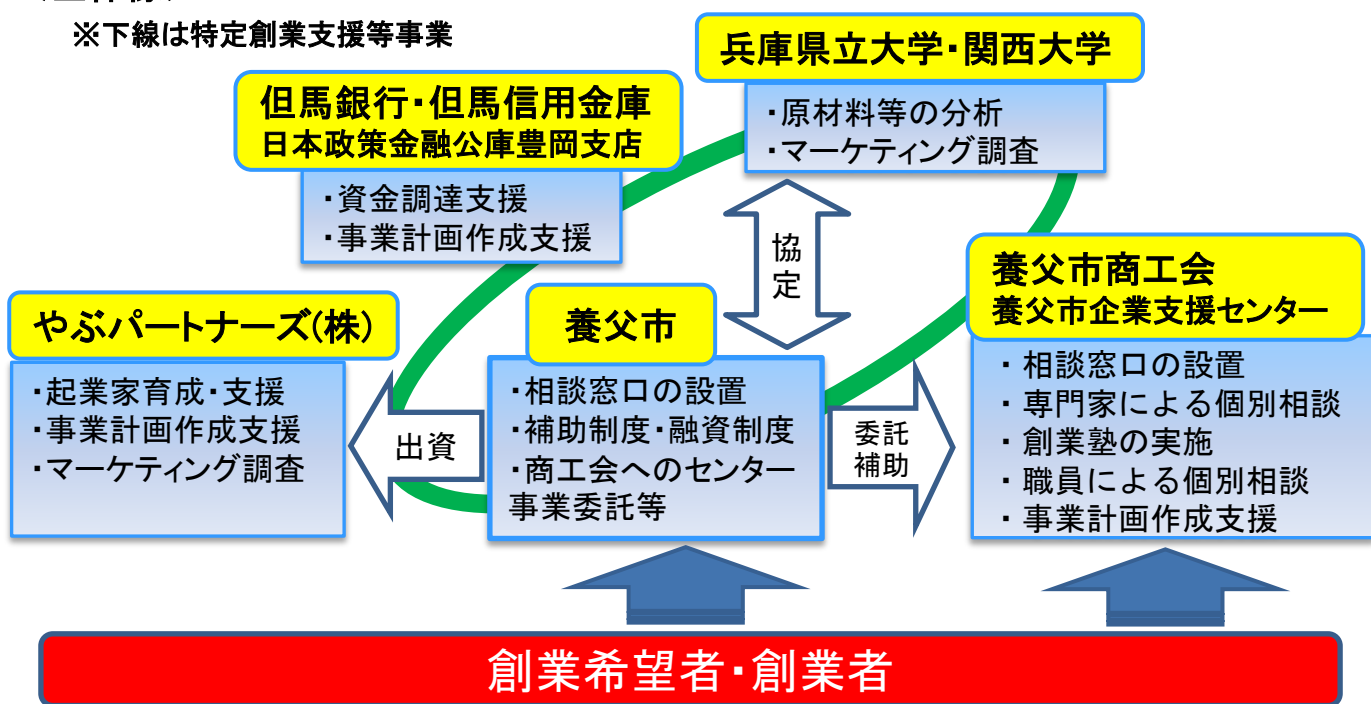 ※下線は特定創業支援等事業
兵庫県立大学・関西大学
・原材料等の分析
・マーケティング調査
但馬銀行・但馬信用金庫
日本政策金融公庫豊岡支店
・資金調達支援
・事業計画作成支援
協定
養父市商工会
養父市企業支援センター
・相談窓口の設置
・専門家による個別相談
・創業塾の実施
・職員による個別相談
・事業計画作成支援
やぶパートナーズ(株)
・起業家育成・支援
・事業計画作成支援
・マーケティング調査
出資
養父市
・相談窓口の設置
・補助制度・融資制度
・商工会へのセンター
事業委託等
委託
補助
創業希望者・創業者